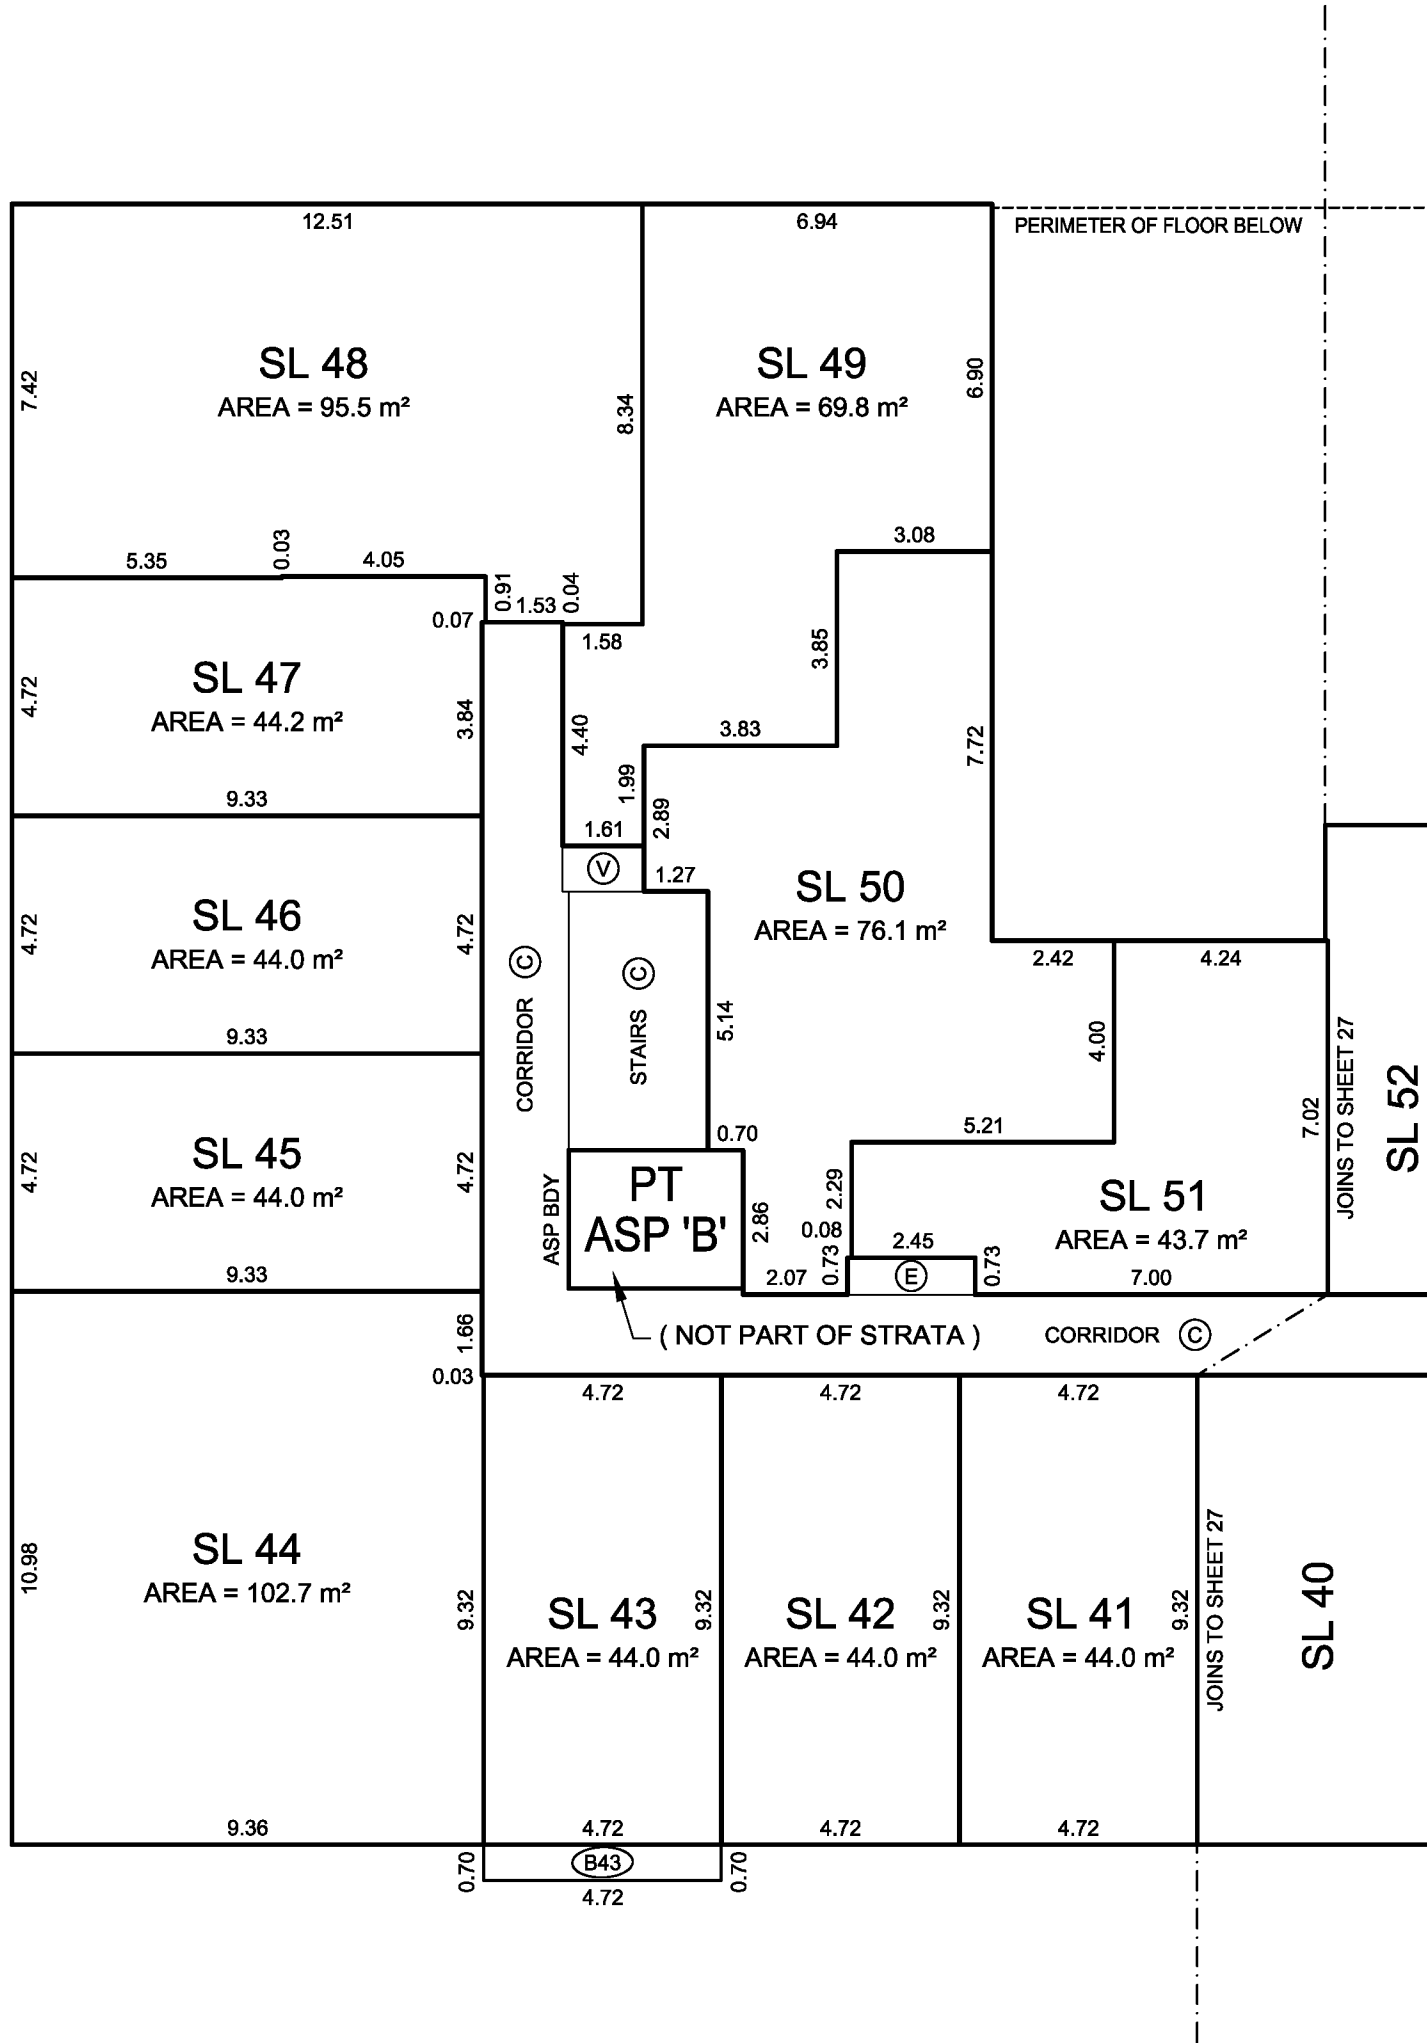 12.51
6.94
PERIMETER OF FLOOR BELOW
SL 48
AREA = 95.5 m²
7.42
8.34
SL 49
AREA = 69.8 m²
6.90
3.08
5.35
0.03
4.05
0.91
1.53
0.04
0.07
1.58
3.85
SL 47
AREA = 44.2 m²
4.72
3.84
4.40
3.83
7.72
1.99
2.89
9.33
1.61
V
1.27
SL 50
AREA = 76.1 m²
SL 46
AREA = 44.0 m²
4.72
4.72
CORRIDOR C
STAIRS C
2.42
4.24
5.14
4.00
9.33
JOINS TO SHEET 27
SL 52
7.02
0.70
5.21
SL 45
AREA = 44.0 m²
4.72
4.72
ASP BDY
PT
ASP 'B'
2.86
2.29
0.08
0.73
2.45
0.73
SL 51
AREA = 43.7 m²
9.33
2.07
E
7.00
1.66
( NOT PART OF STRATA )
CORRIDOR C
0.03
4.72
4.72
4.72
SL 44
AREA = 102.7 m²
10.98
9.32
SL 43
AREA = 44.0 m²
9.32
SL 42
AREA = 44.0 m²
9.32
SL 41
AREA = 44.0 m²
9.32
JOINS TO SHEET 27
SL 40
9.36
4.72
4.72
4.72
0.70
B43
0.70
4.72